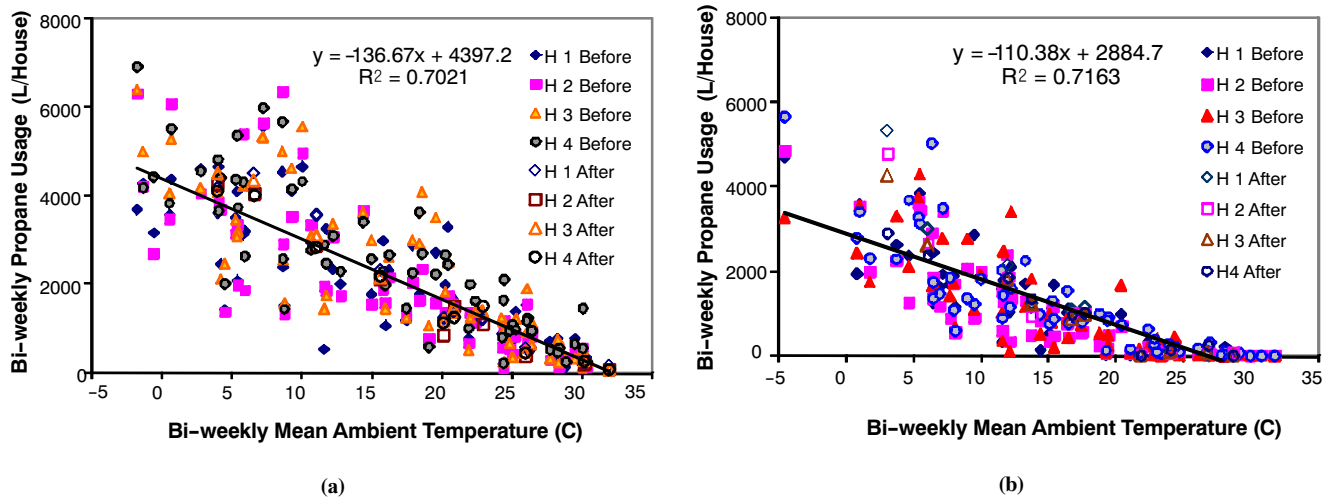 Bi-weekly Propane Usage (L/House)
8000
6000
4000
2000
0
y = -136.67x + 4397.2
R² = 0.7021
H 1 Before
H 2 Before
H 3 Before
H 4 Before
H 1 After
H 2 After
H 3 After
H 4 After
-5 0 5 10 15 20 25 30 35
Bi-weekly Mean Ambient Temperature (C)
(a)
Bi-weekly Propane Usage (L/House)
8000
6000
4000
2000
0
y = -110.38x + 2884.7
R² = 0.7163
H 1 Before
H 2 Before
H 3 Before
H 4 Before
H 1 After
H 2 After
H 3 After
H4 After
-5 0 5 10 15 20 25 30 35
Bi-weekly Mean Ambient Temperature (C)
(b)